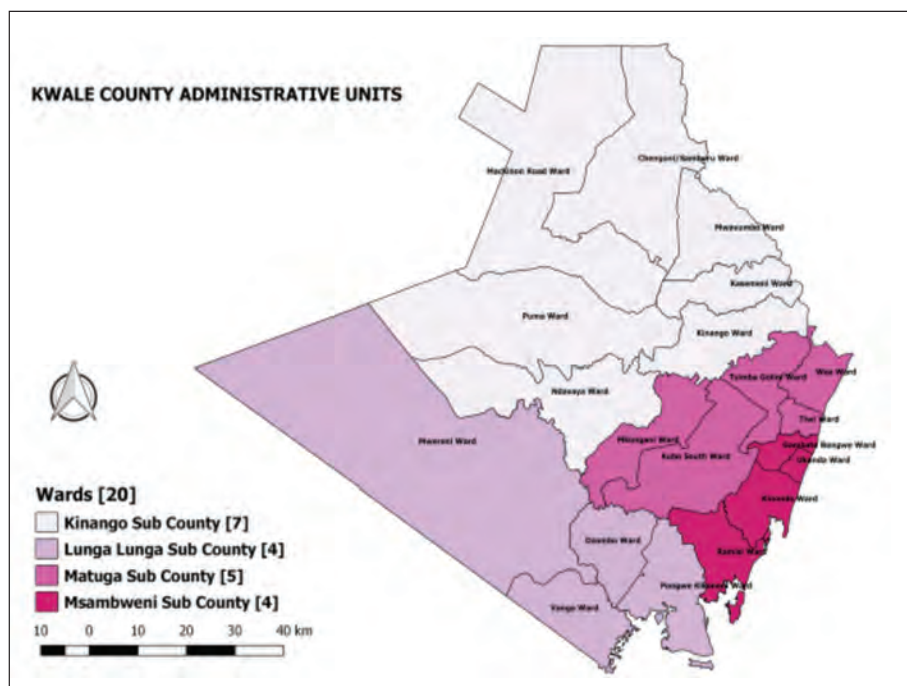 KWALE COUNTY ADMINISTRATIVE UNITS
Chengoni/Samburu Ward
Mackinon Road Ward
Mwavumbo Ward
Kasemeni Ward
Puma Ward
Kinango Ward
Waa Ward
Tsimba Golini Ward
Ndavaya Ward
Tiwi Ward
Mkongani Ward
Mwereni Ward
Gombato Bongwe Ward
Kubo South Ward
Ukunda Ward
Kinondo Ward
Dzombo Ward
Ramisi Ward
Pongwe Kikoneni Ward
Vanga Ward
Wards [20]
Kinango Sub County [7]
Lunga Lunga Sub County [4]
Matuga Sub County [5]
Msambweni Sub County [4]
10 0 10 20 30 40 km